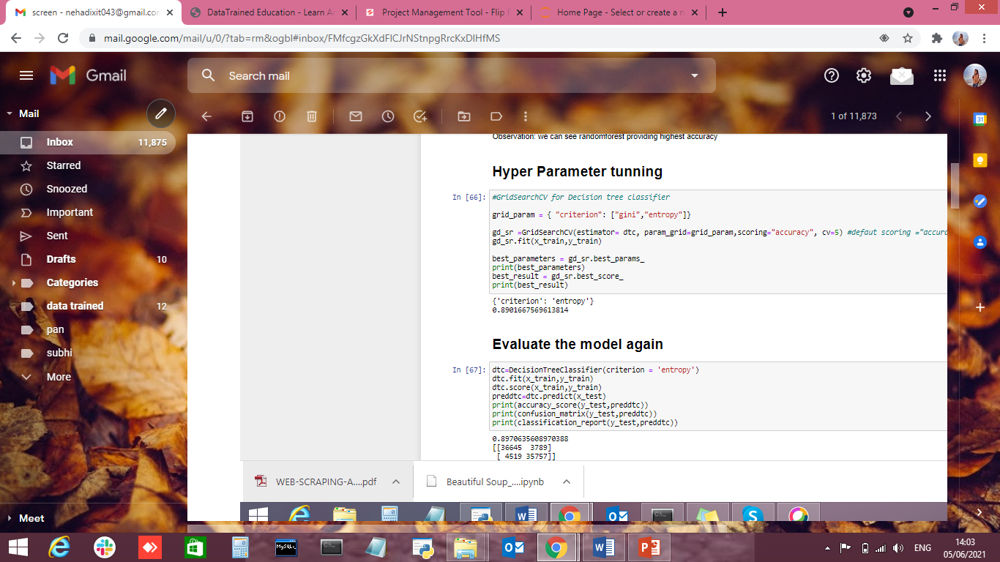 screen - nehadixit043@gmail.con
DataTrained Education - Learn A
Project Management Tool - Flip
Home Page - Select or create a n
mail.google.com/mail/u/0/?tab=rm&ogbl#inbox/FMfcgzGkXdFlCJrNStnpgRrcKxDlHfMS
Gmail
Search mail
Mail
1 of 11,873
31
Inbox 11,875
Starred
Snoozed
Important
Sent
Drafts 10
Categories
data trained 12
pan
subhi
More
Meet
Observation: we can see randomforest providing highest accuracy
Hyper Parameter tunning
In [66]:
#GridSearchCV for Decision tree classifier
grid_param = { "criterion": ["gini","entropy"]}
gd_sr =GridSearchCV(estimator= dtc, param_grid=grid_param,scoring="accuracy", cv=5) #defaut scoring ="accura
gd_sr.fit(x_train,y_train)
best_parameters = gd_sr.best_params_
print(best_parameters)
best_result = gd_sr.best_score_
print(best_result)
{'criterion': 'entropy'}
0.8901667569613814
Evaluate the model again
In [67]:
dtc=DecisionTreeClassifier(criterion = 'entropy')
dtc.fit(x_train,y_train)
dtc.score(x_train,y_train)
preddtc=dtc.predict(x_test)
print(accuracy_score(y_test,preddtc))
print(confusion_matrix(y_test,preddtc))
print(classification_report(y_test,preddtc))
0.8970635608970388
[[36645  3789]
[ 4519 35757]]
WEB-SCRAPING-A....pdf
Beautiful Soup_....ipynb
MySQL
ENG
14:03
05/06/2021